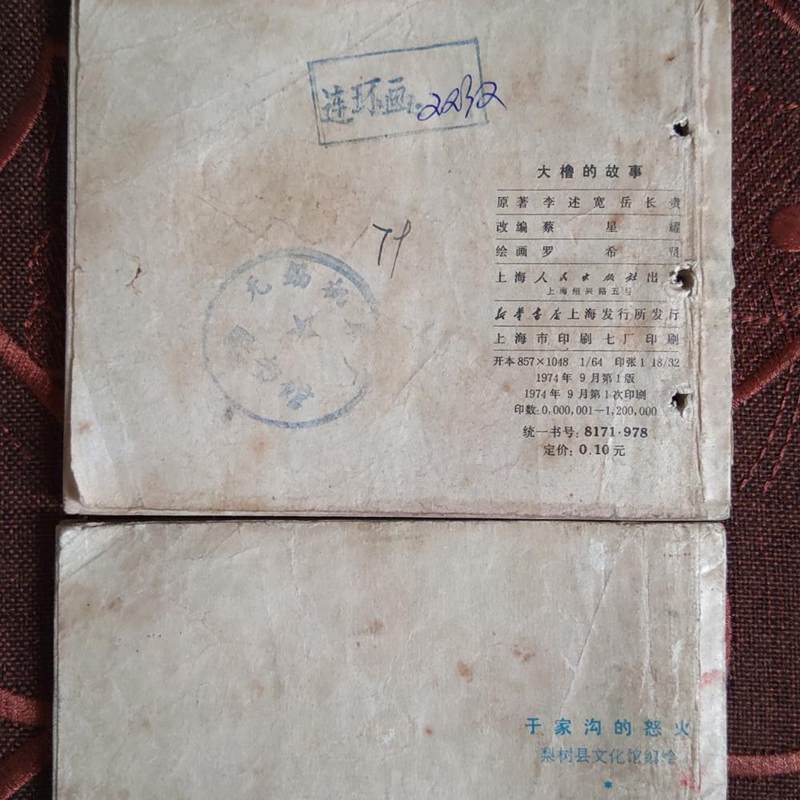 连环画 2232
大橹的故事
原著 李述宽 岳长贵
改编 蔡星耀
绘画 罗希贤
79
无锡
上海人民出版社出
上海绍兴路五号
新华书店上海发行所发行
上海市印刷七厂印刷
开本 857×1048 1/64 印张 1 18/32
1974年9月第1版
1974年9月第1次印刷
印数:0,000,001—1,200,000
统一书号:8171·978
定价:0.10元
于家沟的怒火
梨树县文化馆编绘